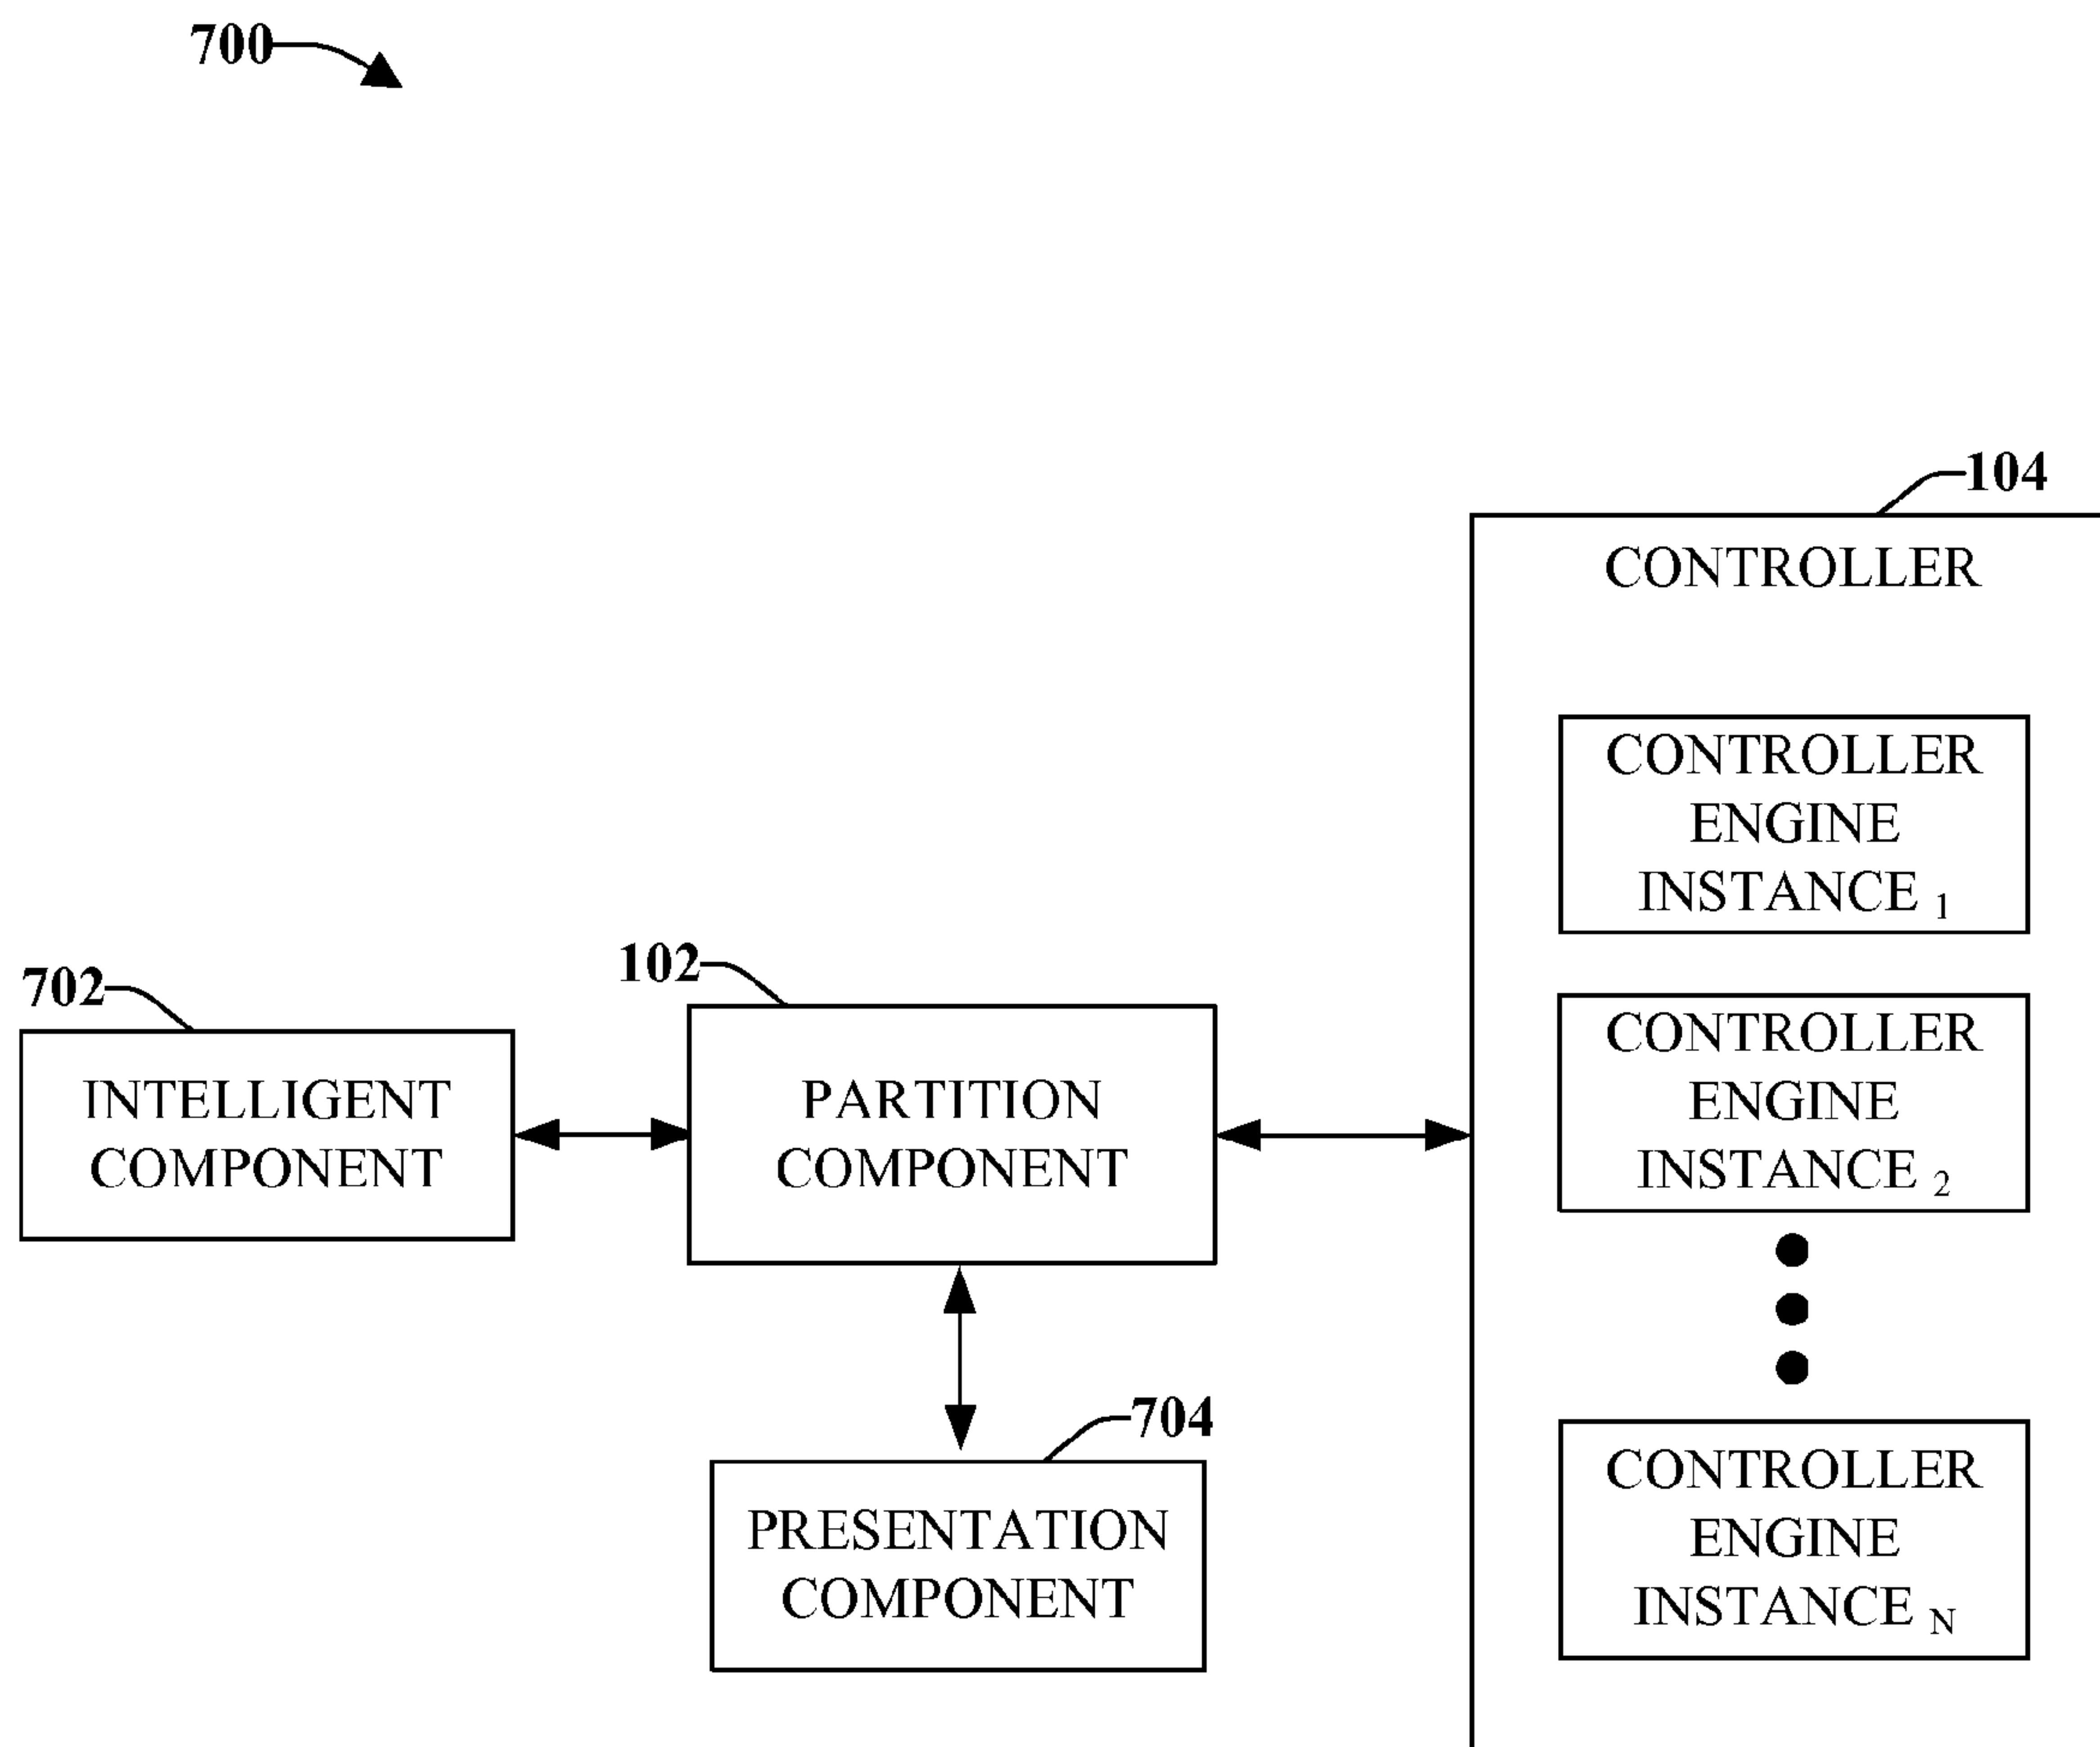 700
104
CONTROLLER
CONTROLLER
ENGINE
INSTANCE 1
102
702
CONTROLLER
ENGINE
INSTANCE 2
INTELLIGENT
COMPONENT
PARTITION
COMPONENT
704
PRESENTATION
COMPONENT
CONTROLLER
ENGINE
INSTANCE N